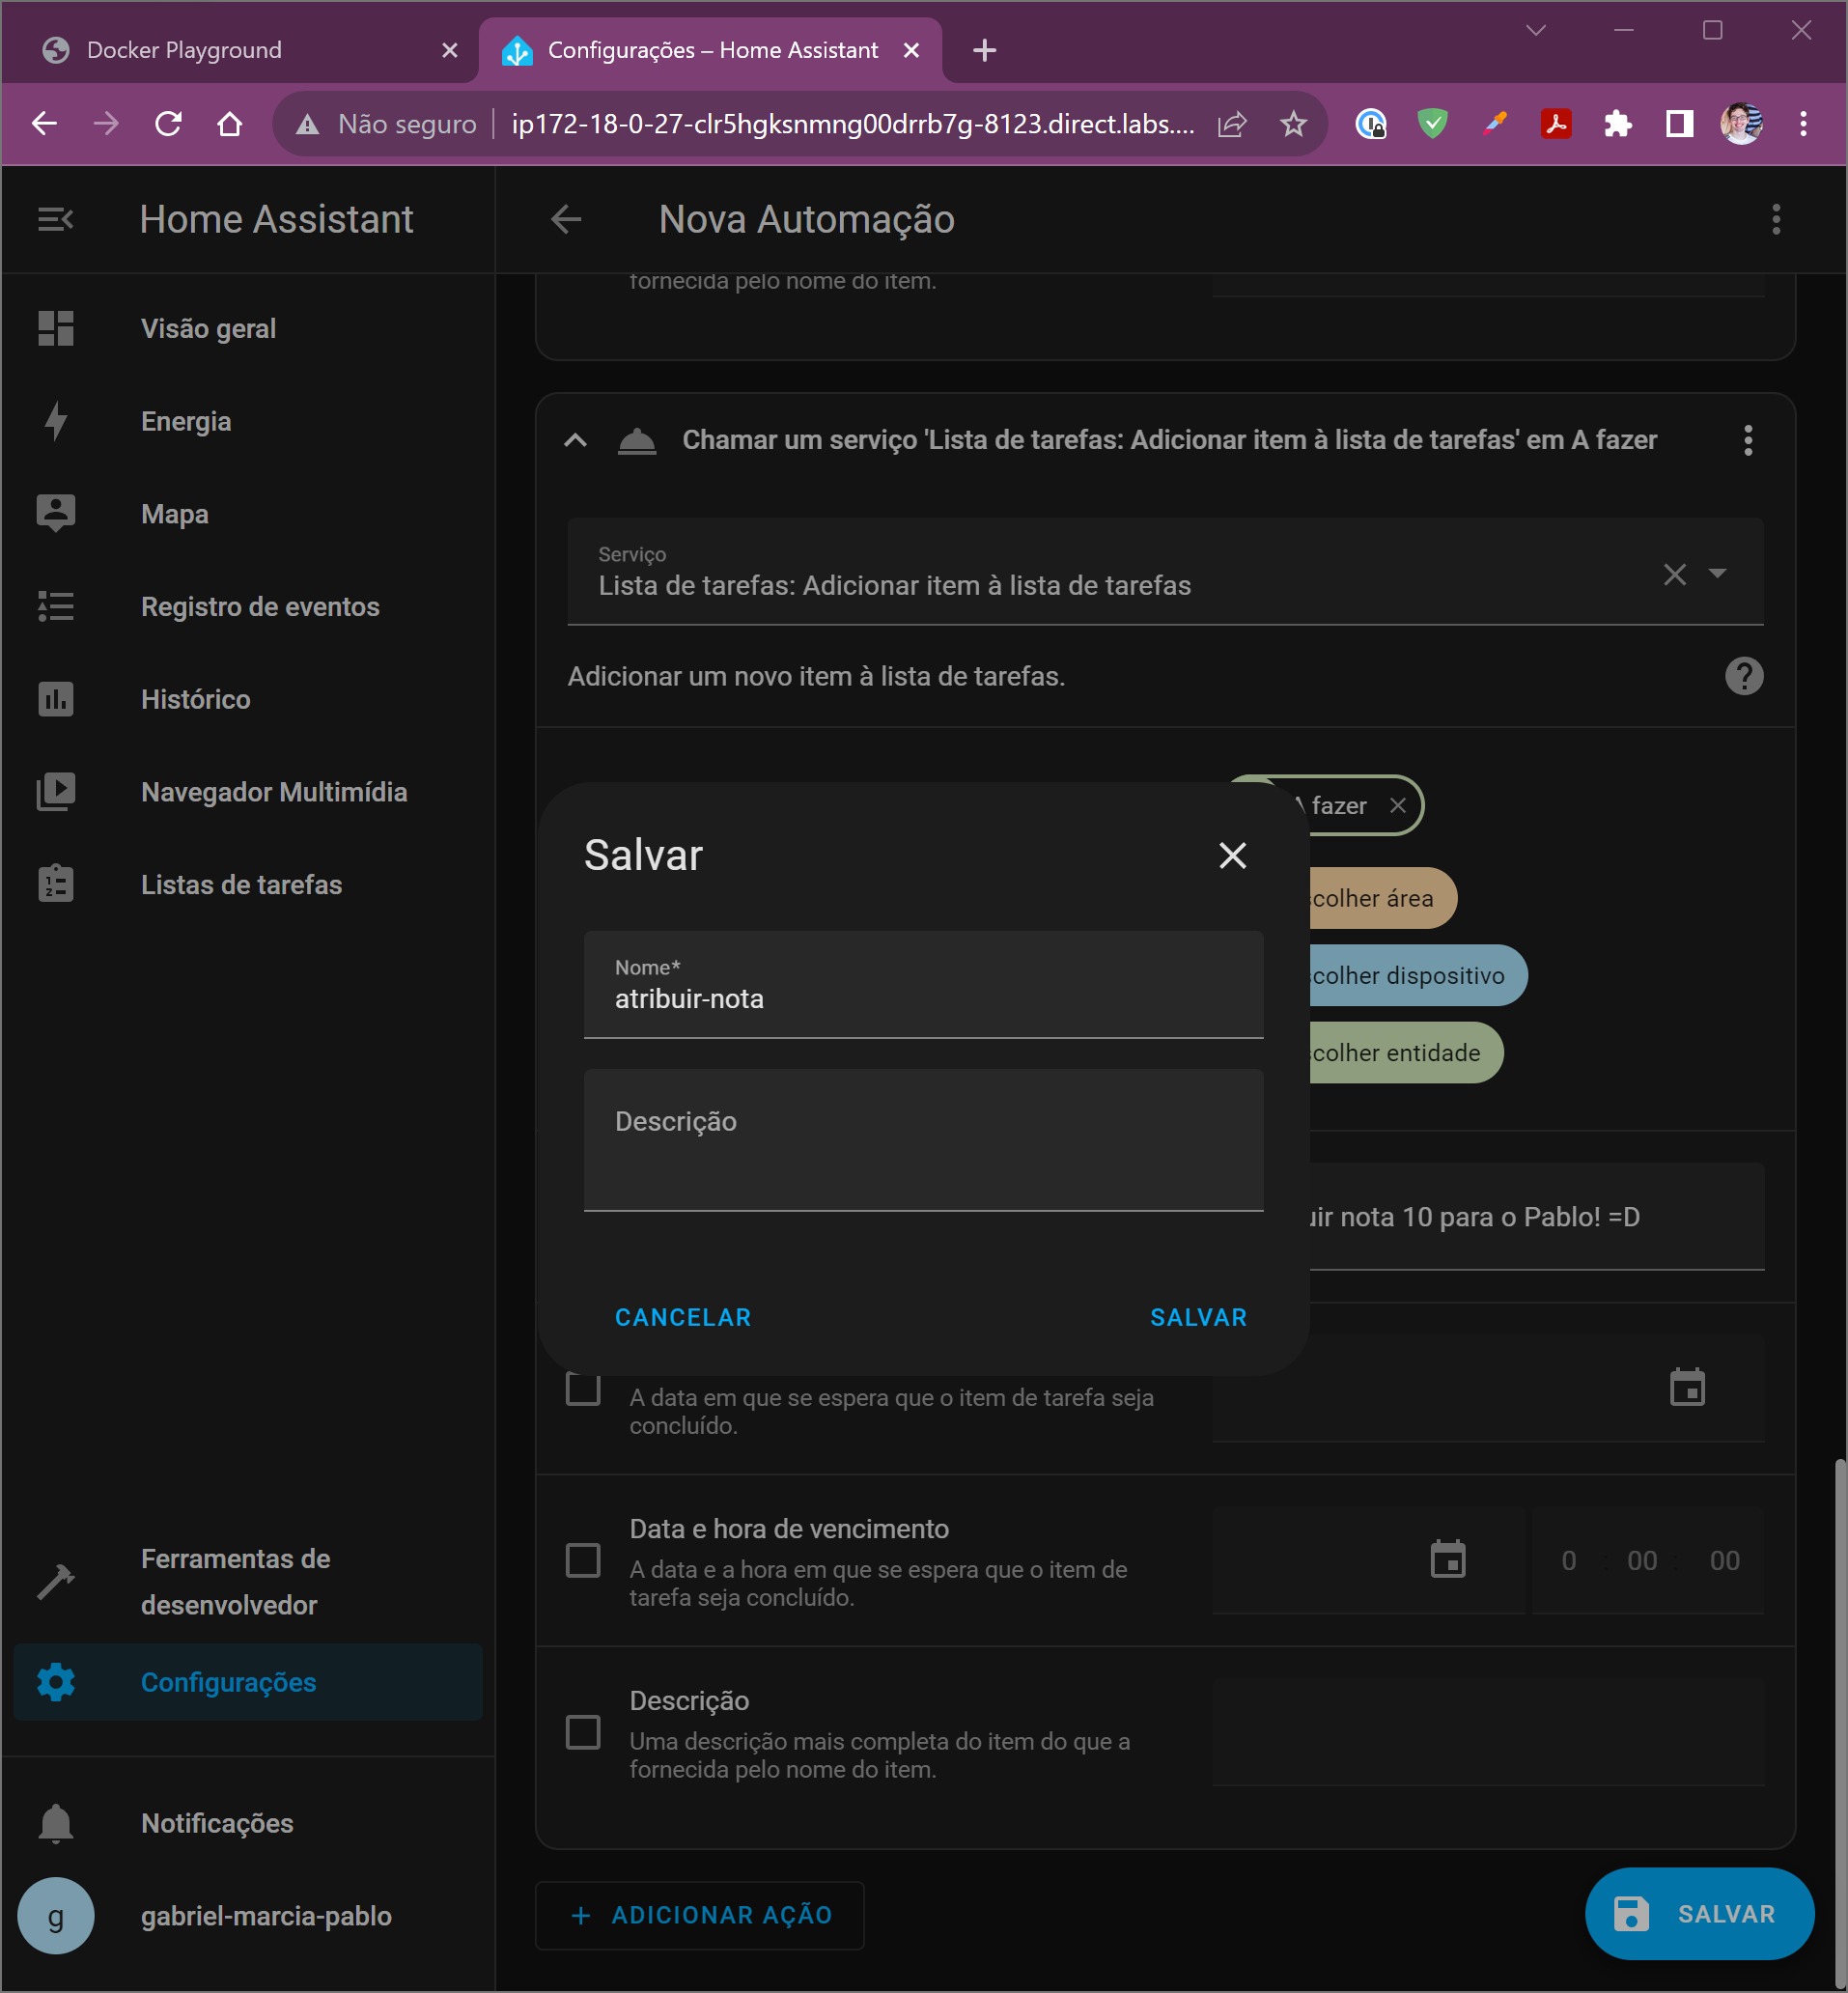 Docker Playground
Configurações – Home Assistant
Não seguro
ip172-18-0-27-clr5hgksnmng00drrb7g-8123.direct.labs....
Home Assistant
Nova Automação
Visão geral
Energia
Mapa
Registro de eventos
Histórico
Navegador Multimídia
Listas de tarefas
Ferramentas de
desenvolvedor
Configurações
Notificações
g
gabriel-marcia-pablo
fornecida pelo nome do item.
Chamar um serviço 'Lista de tarefas: Adicionar item à lista de tarefas' em A fazer
Serviço
Lista de tarefas: Adicionar item à lista de tarefas
Adicionar um novo item à lista de tarefas.
fazer
scolher área
scolher dispositivo
scolher entidade
Salvar
Nome*
atribuir-nota
Descrição
CANCELAR
SALVAR
uir nota 10 para o Pablo! =D
A data em que se espera que o item de tarefa seja
concluído.
Data e hora de vencimento
A data e a hora em que se espera que o item de
tarefa seja concluído.
0 : 00 : 00
Descrição
Uma descrição mais completa do item do que a
fornecida pelo nome do item.
ADICIONAR AÇÃO
SALVAR